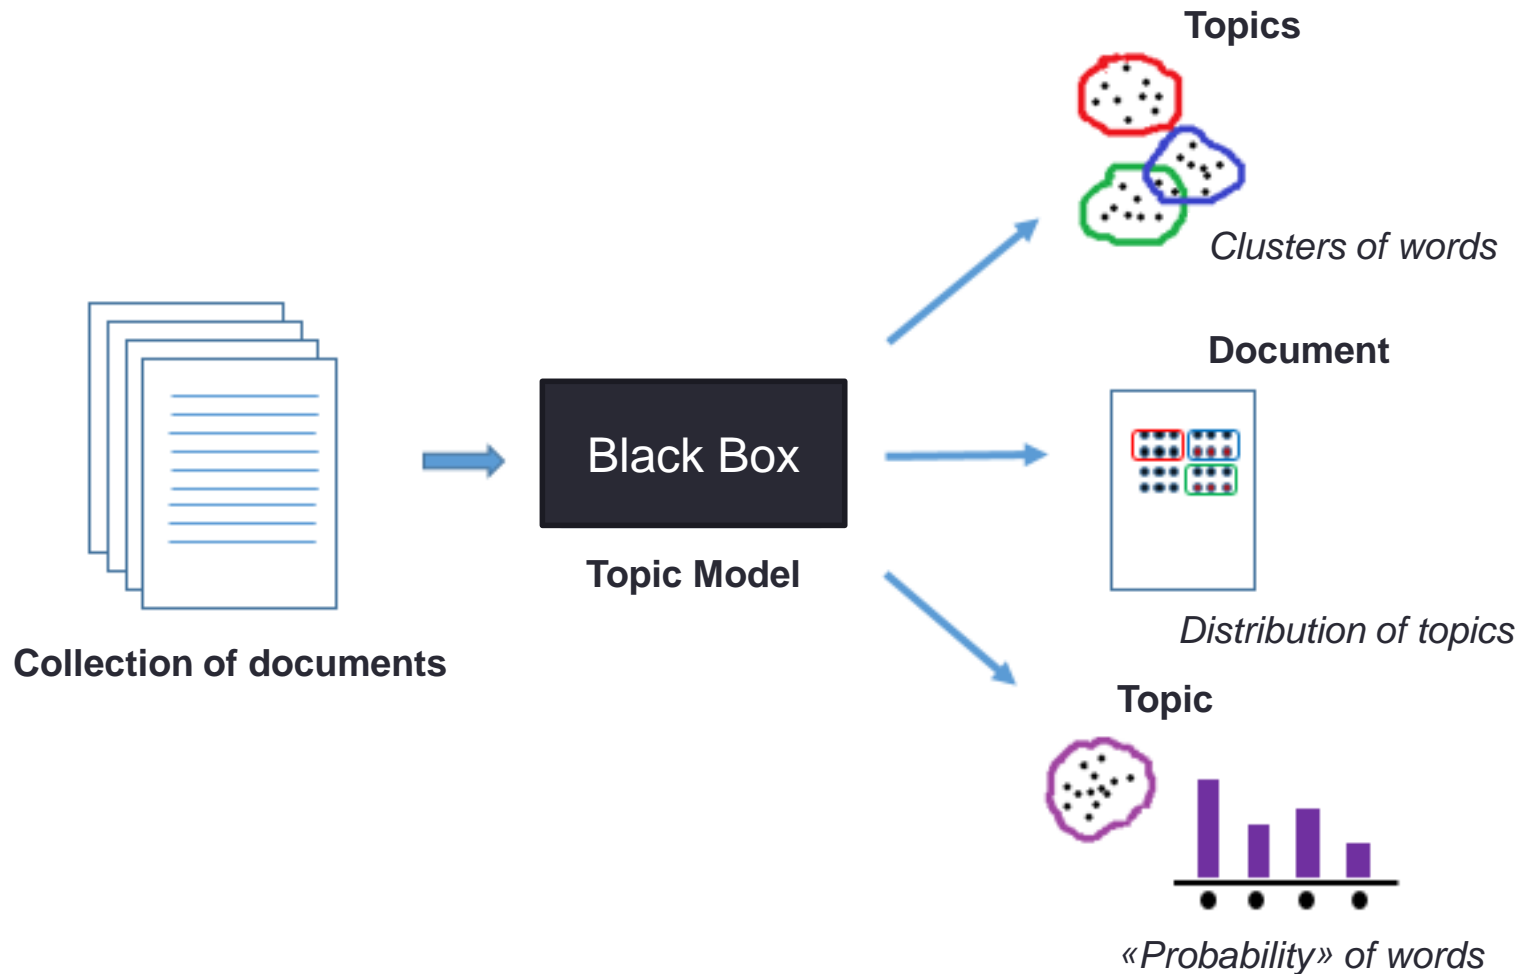 Topics
Clusters of words
Document
Black Box
Topic Model
Distribution of topics
Collection of documents
Topic
«Probability» of words